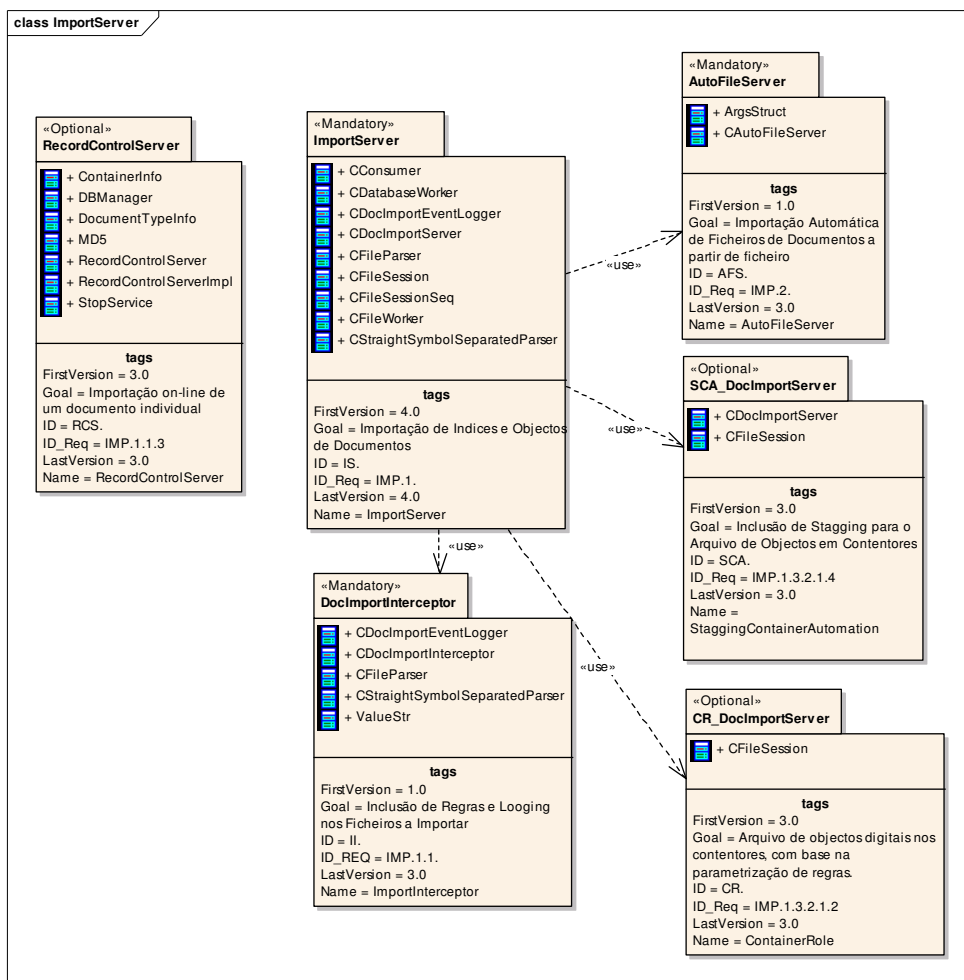 class ImportServer
«Optional»
RecordControlServer
+ ContainerInfo
+ DBManager
+ DocumentTypeInfo
+ MD5
+ RecordControlServer
+ RecordControlServerImpl
+ StopService
tags
FirstVersion = 3.0
Goal = Importação on-line de
um documento individual
ID = RCS.
ID_Req = IMP.1.1.3
LastVersion = 3.0
Name = RecordControlServer
«Mandatory»
ImportServer
+ CConsumer
+ CDatabaseWorker
+ CDocImportEventLogger
+ CDocImportServer
+ CFileParser
+ CFileSession
+ CFileSessionSeq
+ CFileWorker
+ CStraightSymbolSeparatedParser
tags
FirstVersion = 4.0
Goal = Importação de Indices e Objectos
de Documentos
ID = IS.
ID_Req = IMP.1.
LastVersion = 4.0
Name = ImportServer
«use»
«use»
«use»
«use»
«Mandatory»
AutoFileServer
+ ArgsStruct
+ CAutoFileServer
tags
FirstVersion = 1.0
Goal = Importação Automática
de Ficheiros de Documentos a
partir de ficheiro
ID = AFS.
ID_Req = IMP.2.
LastVersion = 3.0
Name = AutoFileServer
«Optional»
SCA_DocImportServer
+ CDocImportServer
+ CFileSession
tags
FirstVersion = 3.0
Goal = Inclusão de Stagging para o
Arquivo de Objectos em Contentores
ID = SCA.
ID_Req = IMP.1.3.2.1.4
LastVersion = 3.0
Name =
StaggingContainerAutomation
«Mandatory»
DocImportInterceptor
+ CDocImportEventLogger
+ CDocImportInterceptor
+ CFileParser
+ CStraightSymbolSeparatedParser
+ ValueStr
tags
FirstVersion = 1.0
Goal = Inclusão de Regras e Looging
nos Ficheiros a Importar
ID = II.
ID_REQ = IMP.1.1.
LastVersion = 3.0
Name = ImportInterceptor
«Optional»
CR_DocImportServer
+ CFileSession
tags
FirstVersion = 3.0
Goal = Arquivo de objectos digitais nos
contentores, com base na
parametrização de regras.
ID = CR.
ID_Req = IMP.1.3.2.1.2
LastVersion = 3.0
Name = ContainerRole